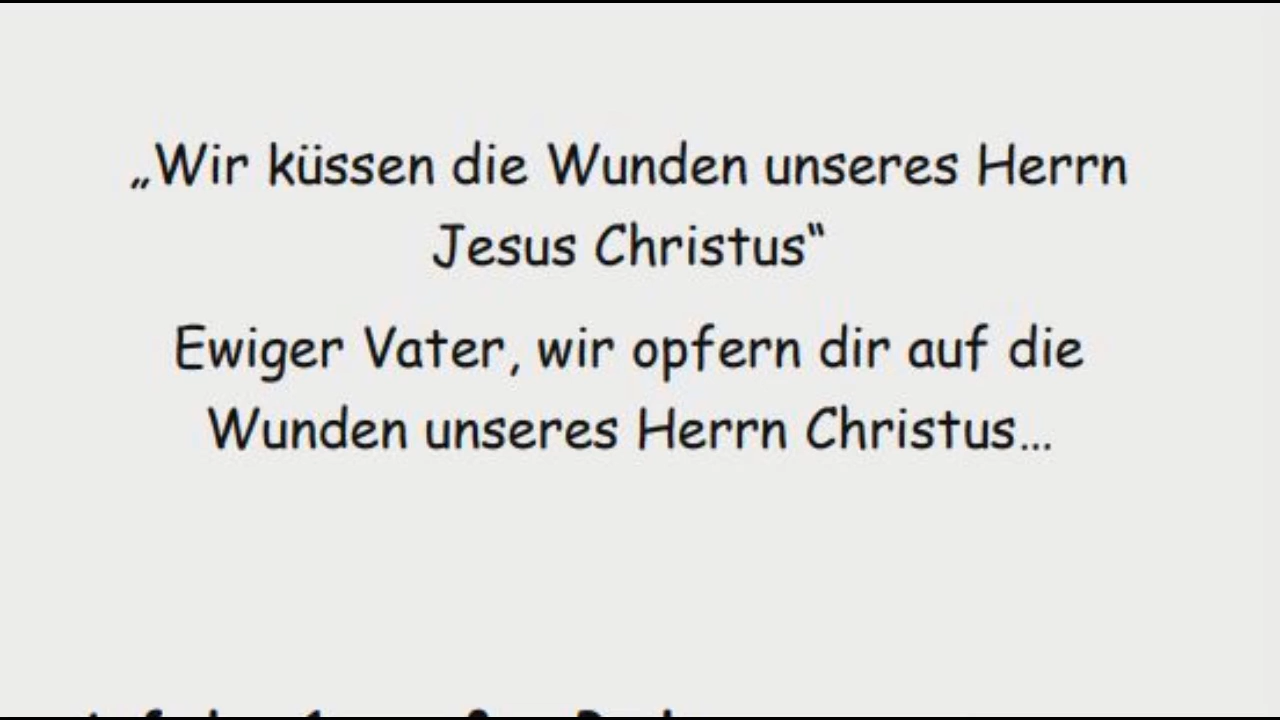 „Wir küssen die Wunden unseres Herrn
Jesus Christus“
Ewiger Vater, wir opfern dir auf die
Wunden unseres Herrn Christus...